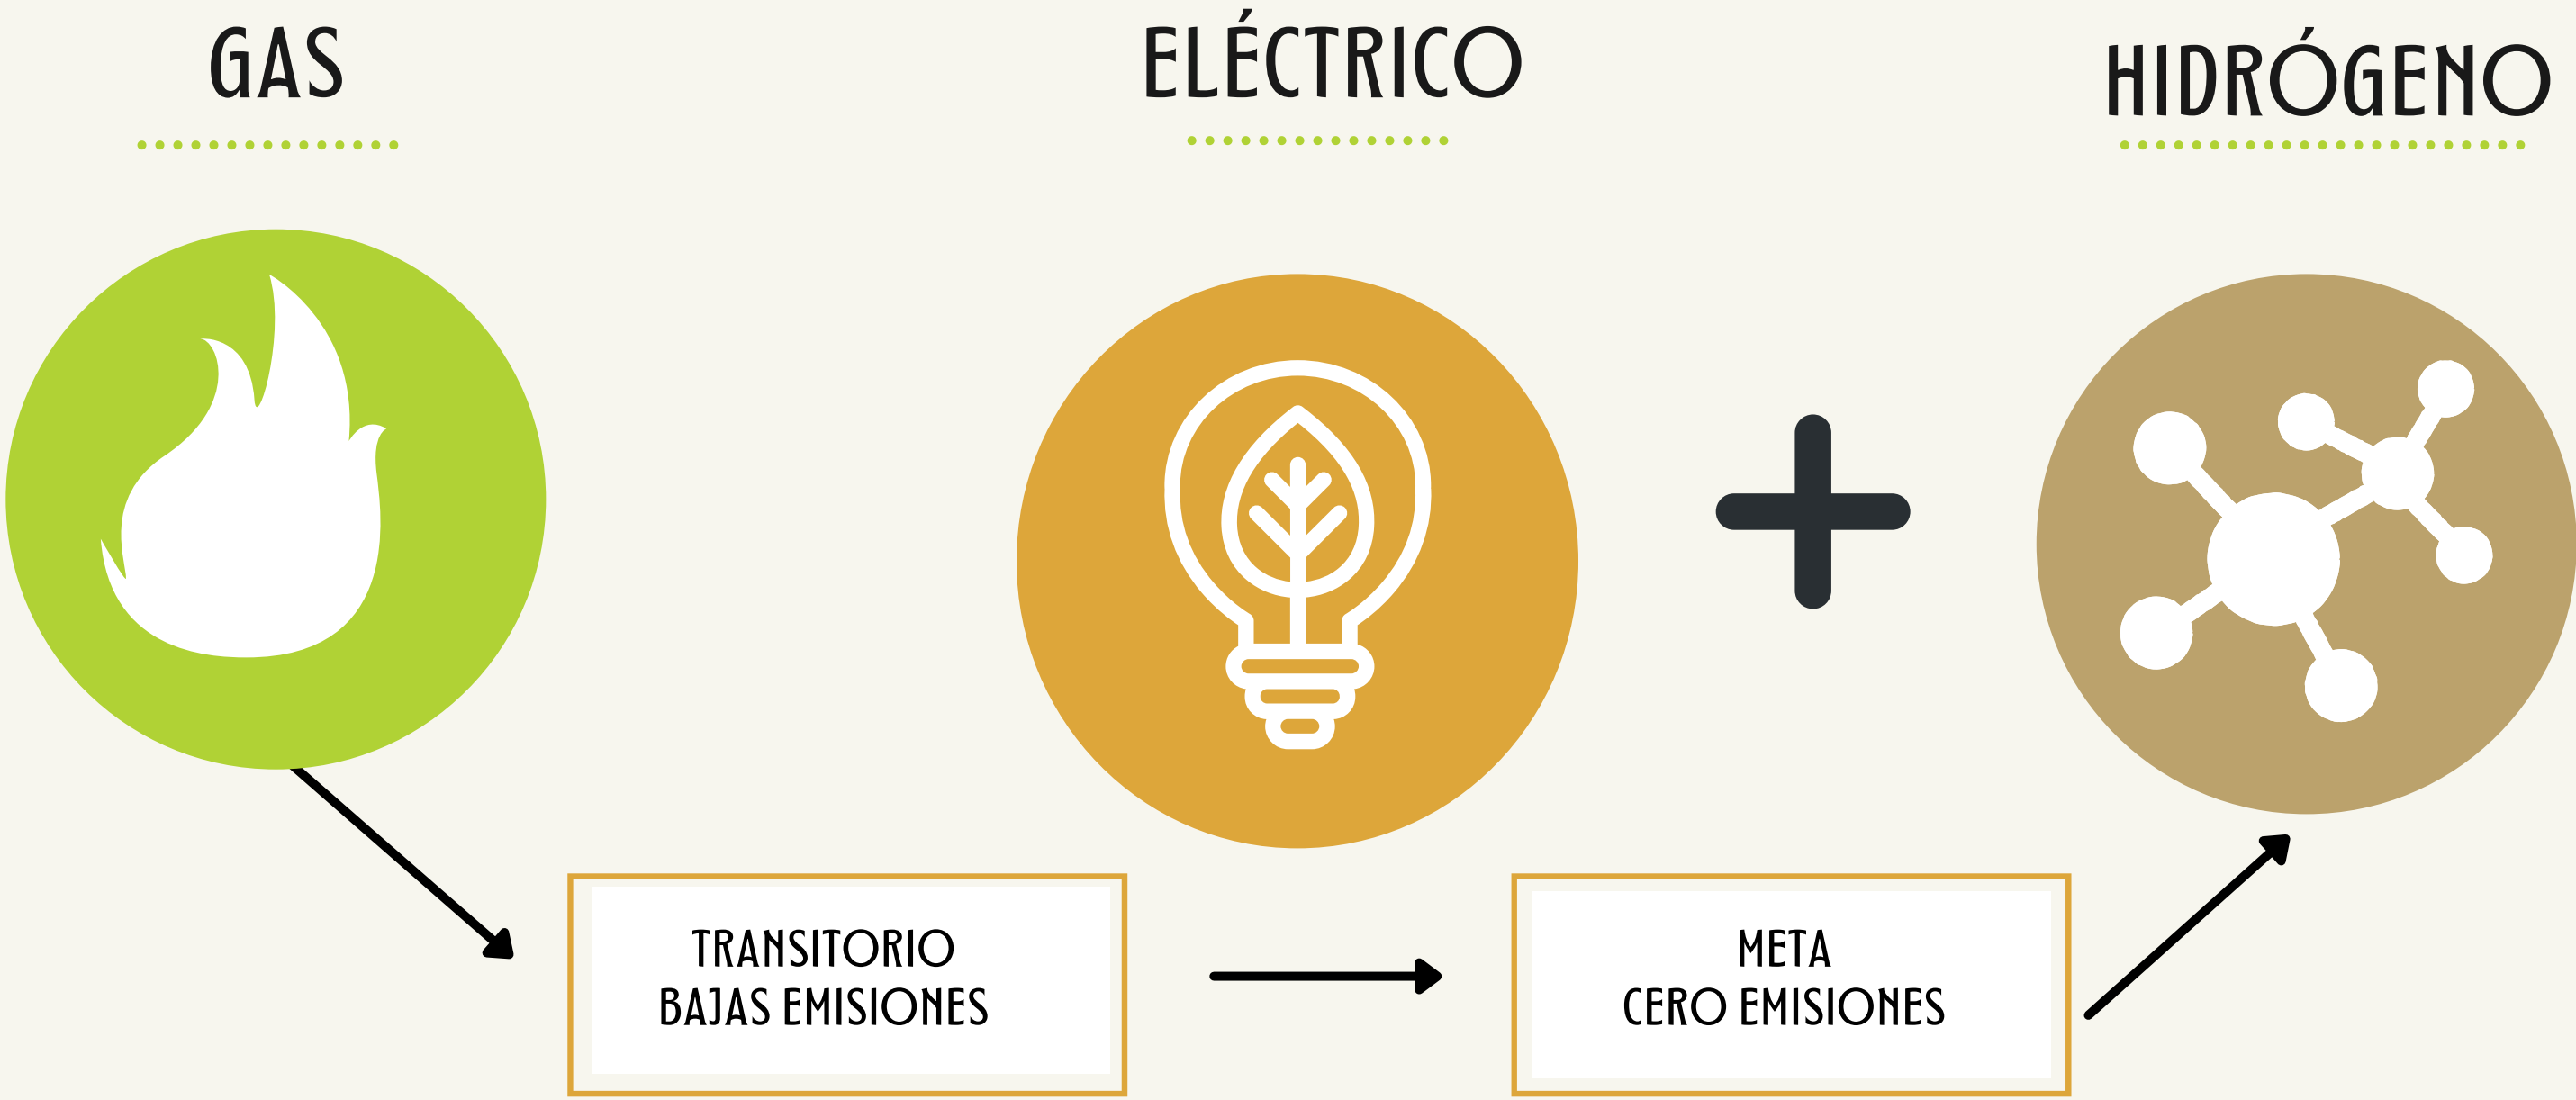 GAS
ELÉCTRICO
HIDRÓGENO
TRANSITORIO
BAJAS EMISIONES
META
CERO EMISIONES